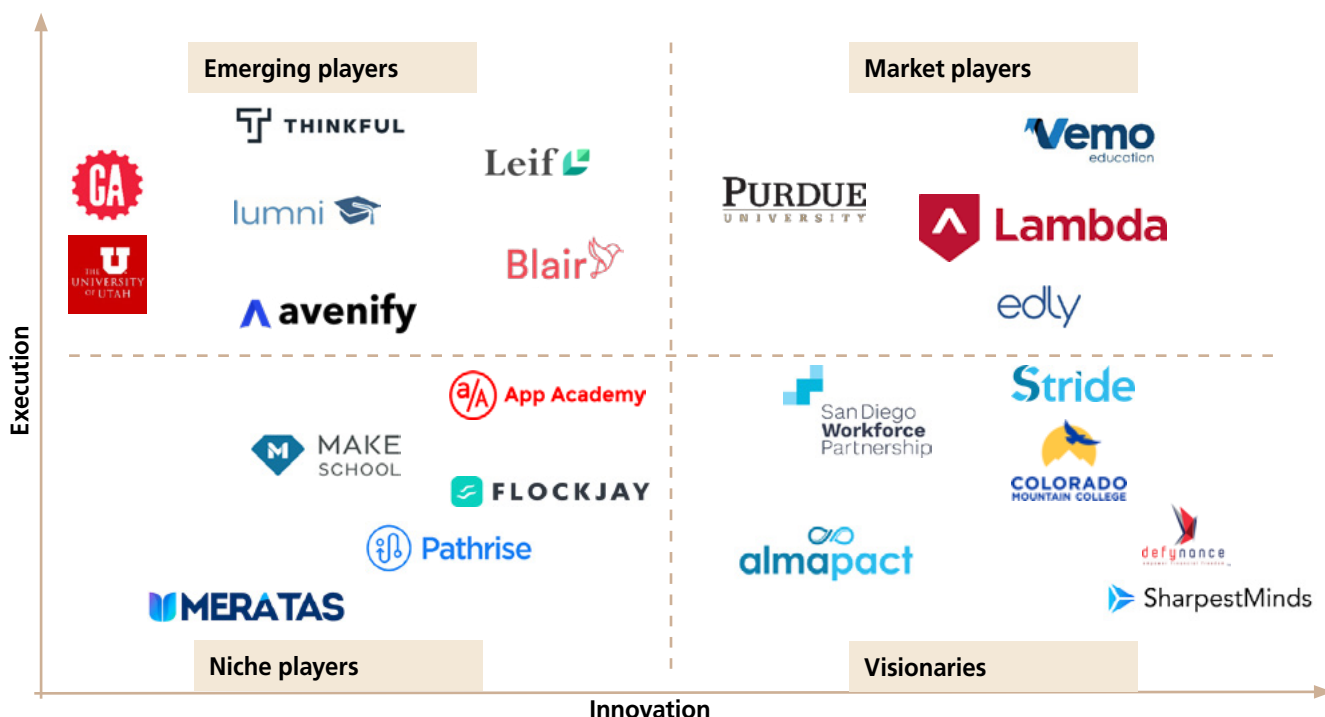 Emerging players
Market players
THINKFUL
Vemo
education
Leif
GA
PURDUE
UNIVERSITY
lumni
Lambda
THE
U
UNIVERSITY
OF UTAH
Blair
avenify
edly
Execution
a/A App Academy
San Diego
Workforce
Partnership
Stride
M MAKE
SCHOOL
COLORADO
MOUNTAIN COLLEGE
FLOCKJAY
Pathrise
almapact
defynance
SharpestMinds
MERATAS
Niche players
Visionaries
Innovation